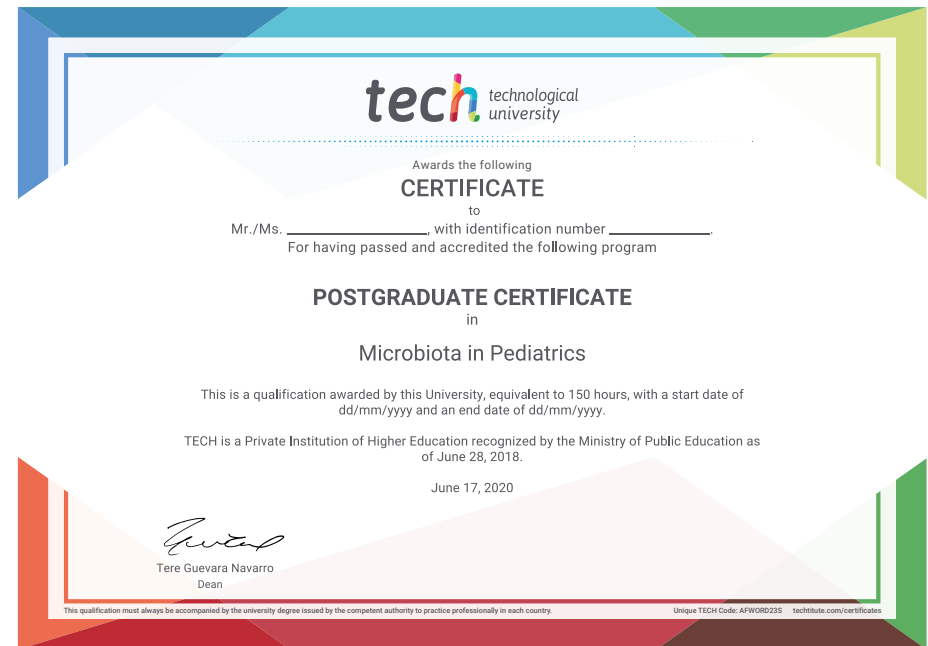 tech technological
university
Awards the following
CERTIFICATE
to
Mr./Ms. ____________________, with identification number ______________.
For having passed and accredited the following program
POSTGRADUATE CERTIFICATE
in
Microbiota in Pediatrics
This is a qualification awarded by this University, equivalent to 150 hours, with a start date of
dd/mm/yyyy and an end date of dd/mm/yyyy.
TECH is a Private Institution of Higher Education recognized by the Ministry of Public Education as
of June 28, 2018.
June 17, 2020
Tere Guevara Navarro
Dean
This qualification must always be accompanied by the university degree issued by the competent authority to practice professionally in each country.
Unique TECH Code: AFWORD23S techtitute.com/certificates